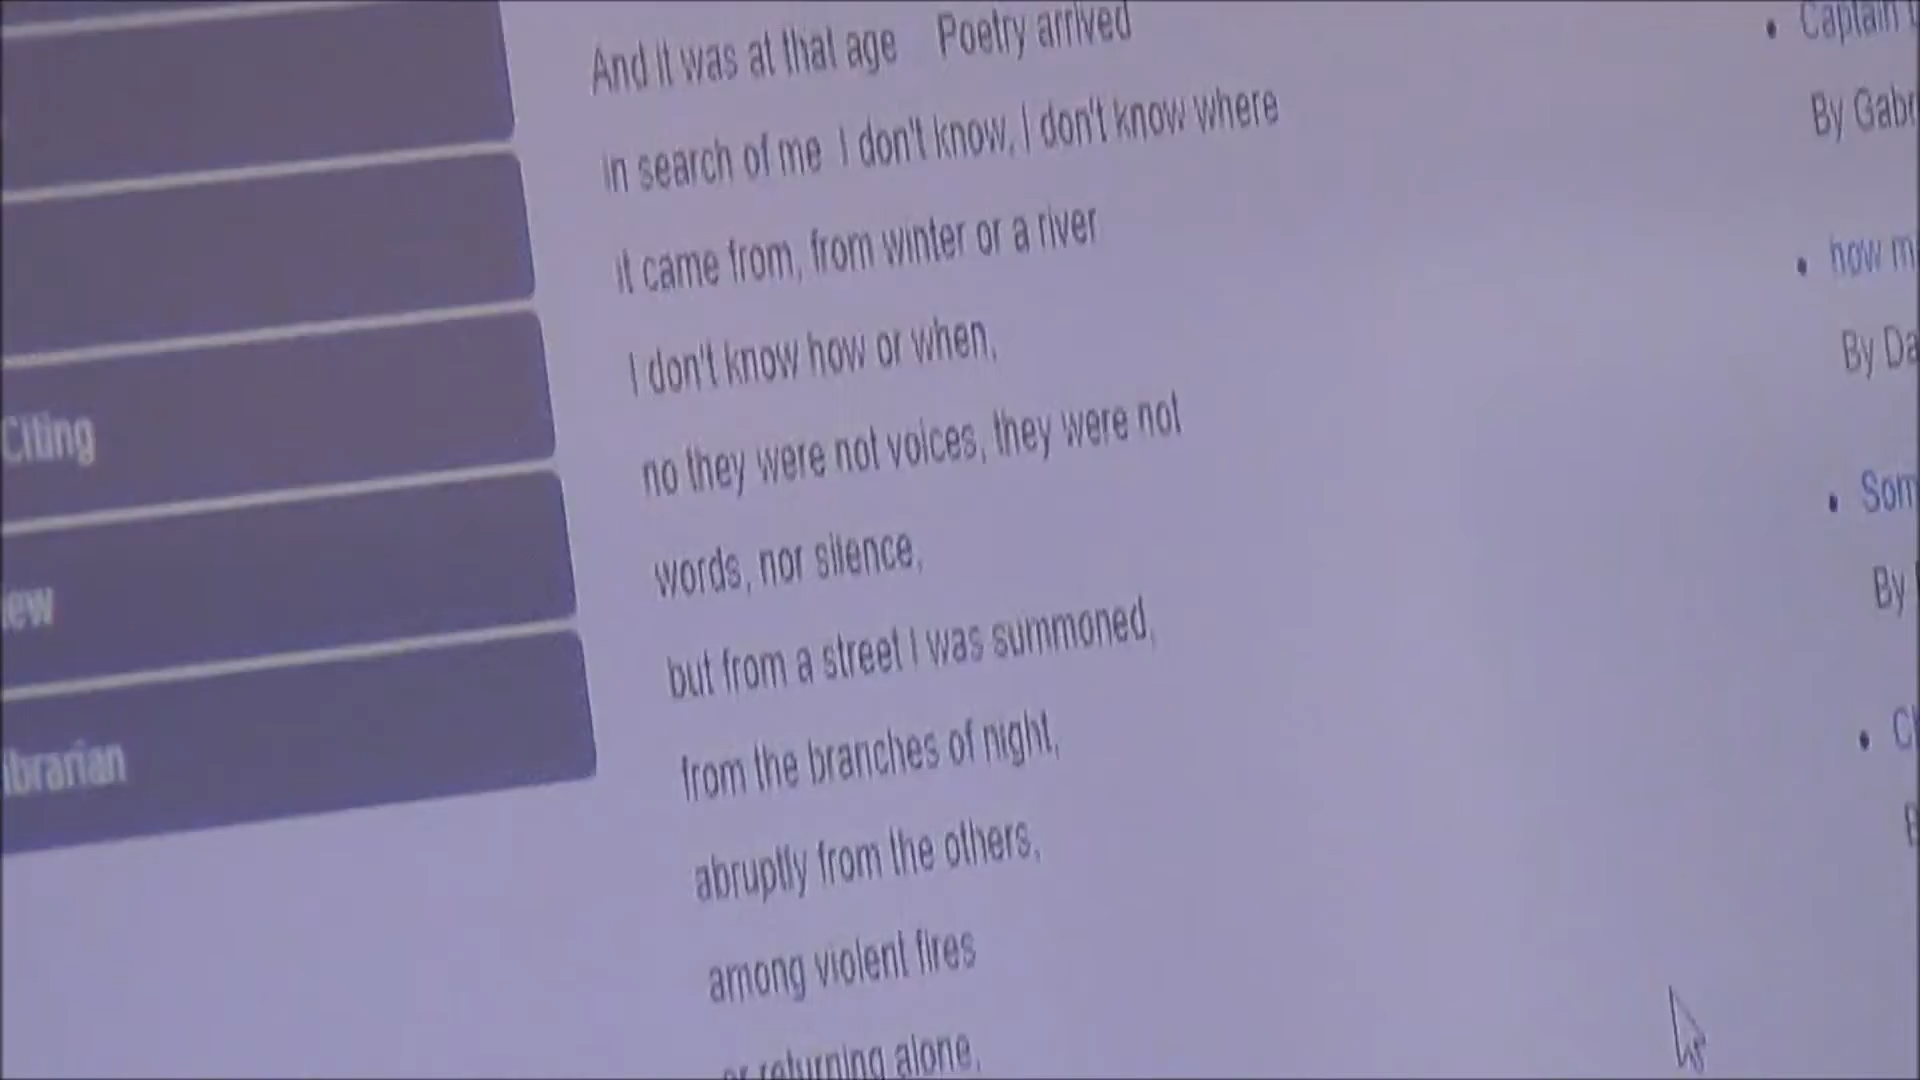 And it was at that age Poetry arrived
in search of me I don't know, I don't know where
it came from, from winter or a river
I don't know how or when,
no they were not voices, they were not
words, nor silence,
but from a street I was summoned,
from the branches of night,
abruptly from the others,
among violent fires
or returning alone,
Citing
Captain
By
how
By
By